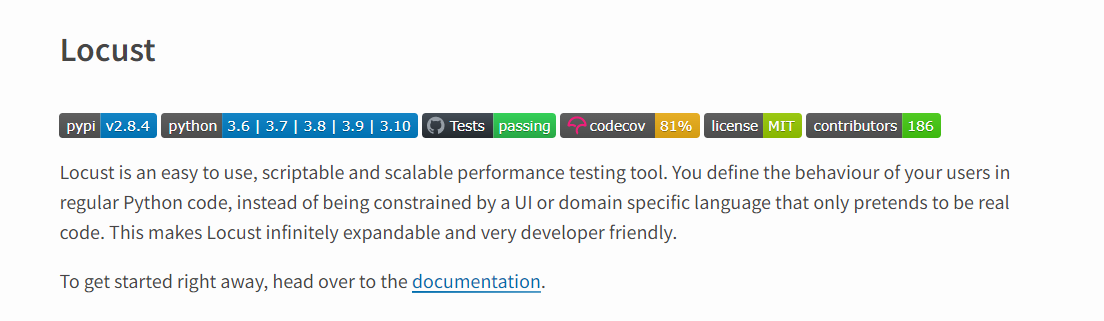 Locust
pypi v2.8.4 python 3.6 | 3.7 | 3.8 | 3.9 | 3.10 Tests passing codecov 81% license MIT contributors 186
Locust is an easy to use, scriptable and scalable performance testing tool. You define the behaviour of your users in
regular Python code, instead of being constrained by a UI or domain specific language that only pretends to be real
code. This makes Locust infinitely expandable and very developer friendly.
To get started right away, head over to the documentation.